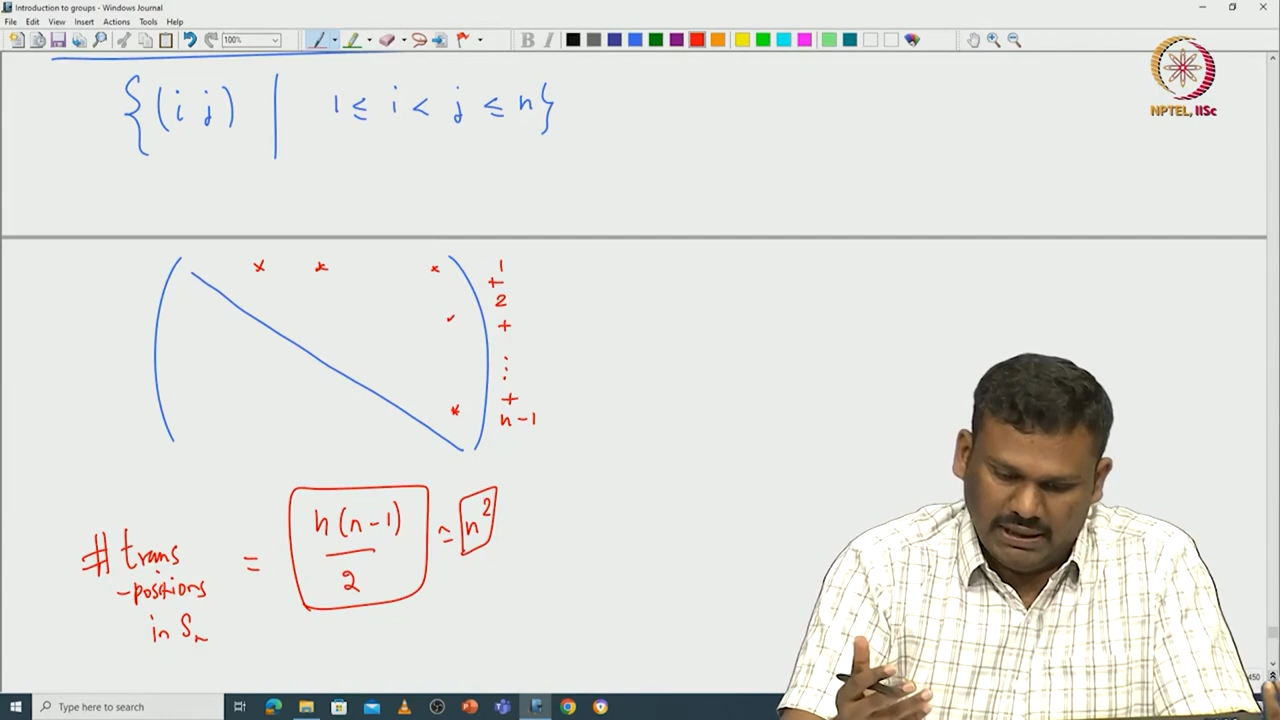 Introduction to groups - Windows Journal
File Edit View Insert Actions Tools Help
100%
B I
NPTEL, IISc
{(i j) | 1 ≤ i < j ≤ n}
1
+
2
+
⋮
+
n-1
# trans
-positions
in Sn
= n(n-1)/2 ≈ n²
450
Type here to search